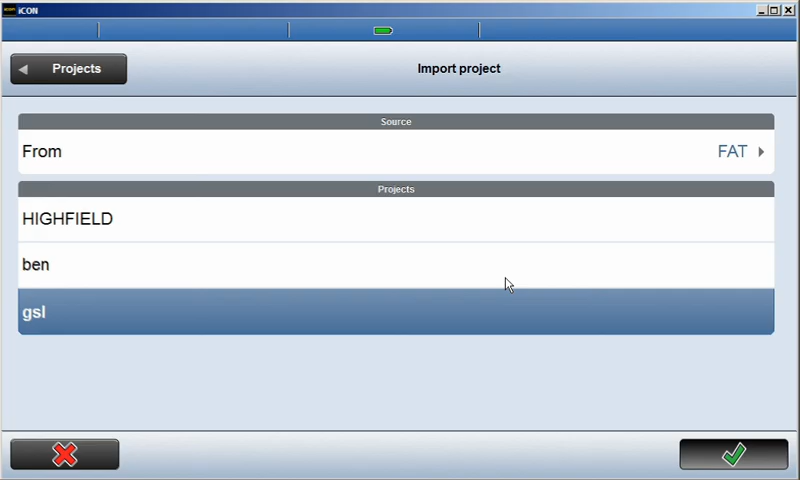 iCON
Projects
Import project
Source
From
FAT
Projects
HIGHFIELD
ben
gsl